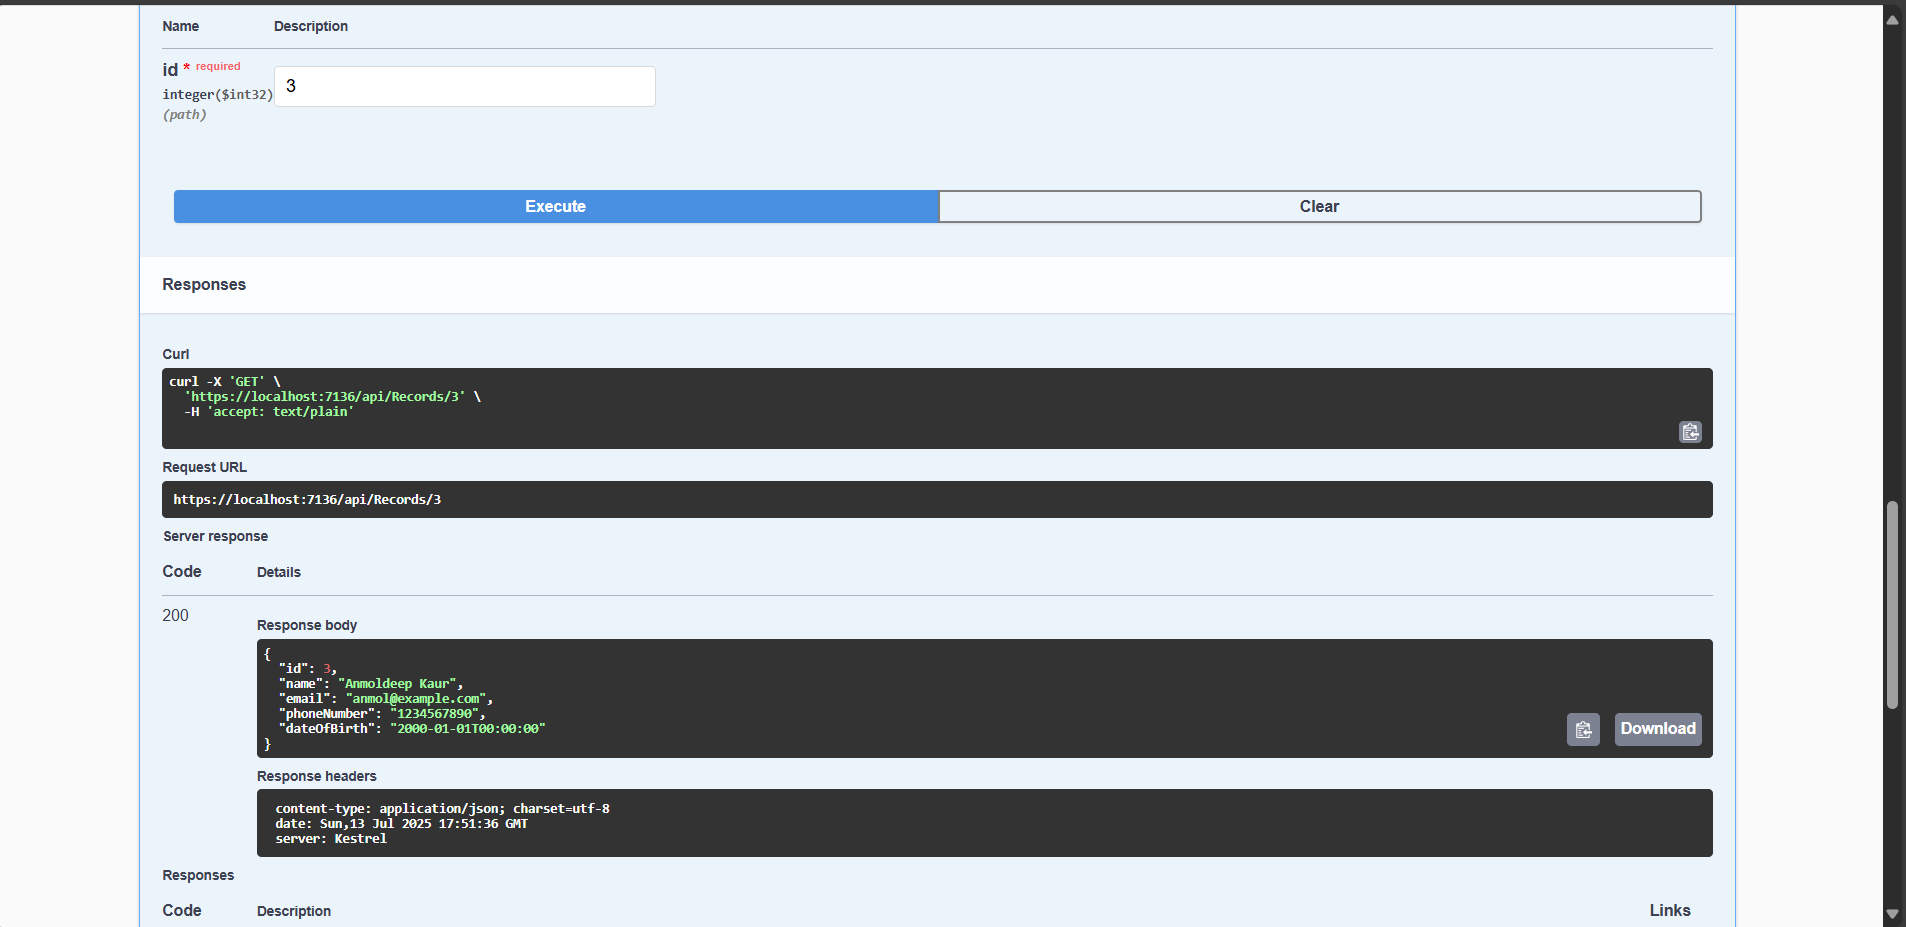 Name Description
id * required
integer($int32)
(path)
3
Execute Clear
Responses
Curl
curl -X 'GET' \
  'https://localhost:7136/api/Records/3' \
  -H 'accept: text/plain'
Request URL
https://localhost:7136/api/Records/3
Server response
Code Details
200
Response body
{
  "id": 3,
  "name": "Anmoldeep Kaur",
  "email": "anmol@example.com",
  "phoneNumber": "1234567890",
  "dateOfBirth": "2000-01-01T00:00:00"
}
Download
Response headers
content-type: application/json; charset=utf-8
date: Sun,13 Jul 2025 17:51:36 GMT
server: Kestrel
Responses
Code Description Links